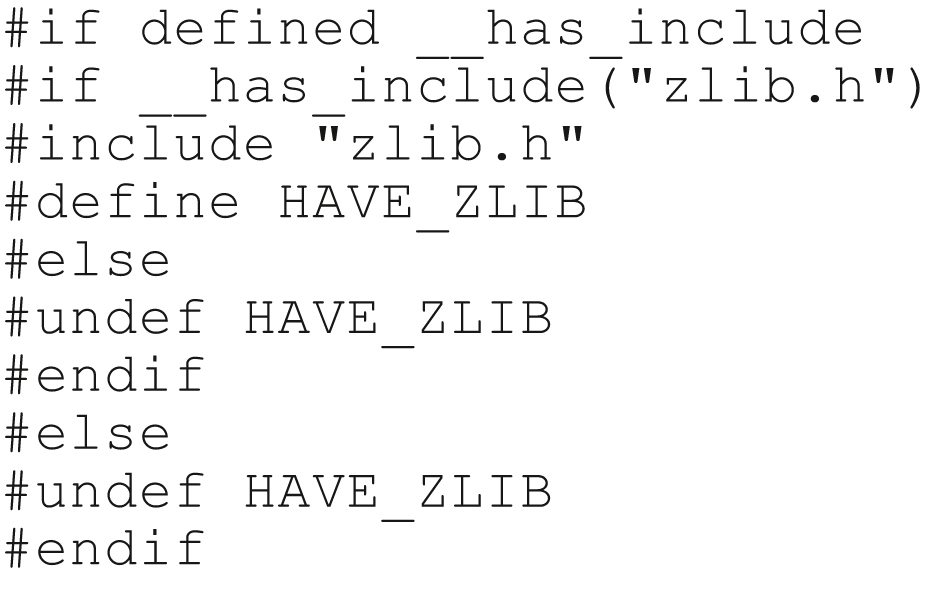 #if defined __has_include
#if __has_include("zlib.h")
#include "zlib.h"
#define HAVE_ZLIB
#else
#undef HAVE_ZLIB
#endif
#else
#undef HAVE_ZLIB
#endif